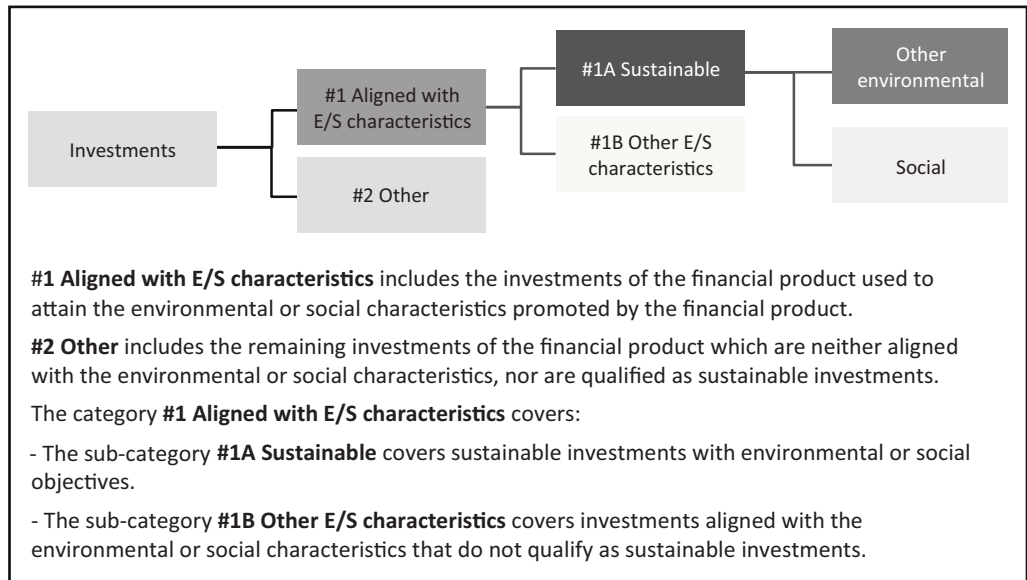 Investments
#1 Aligned with
E/S characteristics
#2 Other
#1A Sustainable
#1B Other E/S
characteristics
Other
environmental
Social
#1 Aligned with E/S characteristics includes the investments of the financial product used to
attain the environmental or social characteristics promoted by the financial product.
#2 Other includes the remaining investments of the financial product which are neither aligned
with the environmental or social characteristics, nor are qualified as sustainable investments.
The category #1 Aligned with E/S characteristics covers:
- The sub-category #1A Sustainable covers sustainable investments with environmental or social
objectives.
- The sub-category #1B Other E/S characteristics covers investments aligned with the
environmental or social characteristics that do not qualify as sustainable investments.